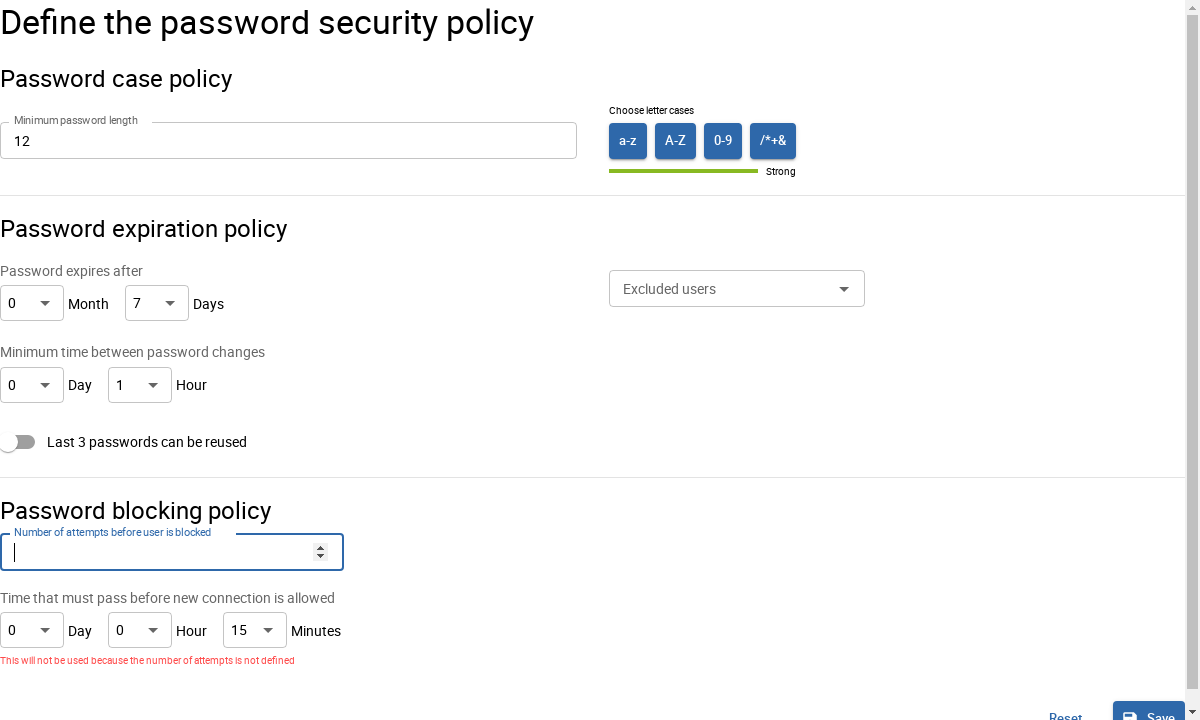 Define the password security policy
Password case policy
Minimum password length
12
Choose letter cases
a-z A-Z 0-9 /*+&
Strong
Password expiration policy
Password expires after
0 Month 7 Days
Excluded users
Minimum time between password changes
0 Day 1 Hour
Last 3 passwords can be reused
Password blocking policy
Number of attempts before user is blocked
Time that must pass before new connection is allowed
0 Day 0 Hour 15 Minutes
This will not be used because the number of attempts is not defined
Reset Save